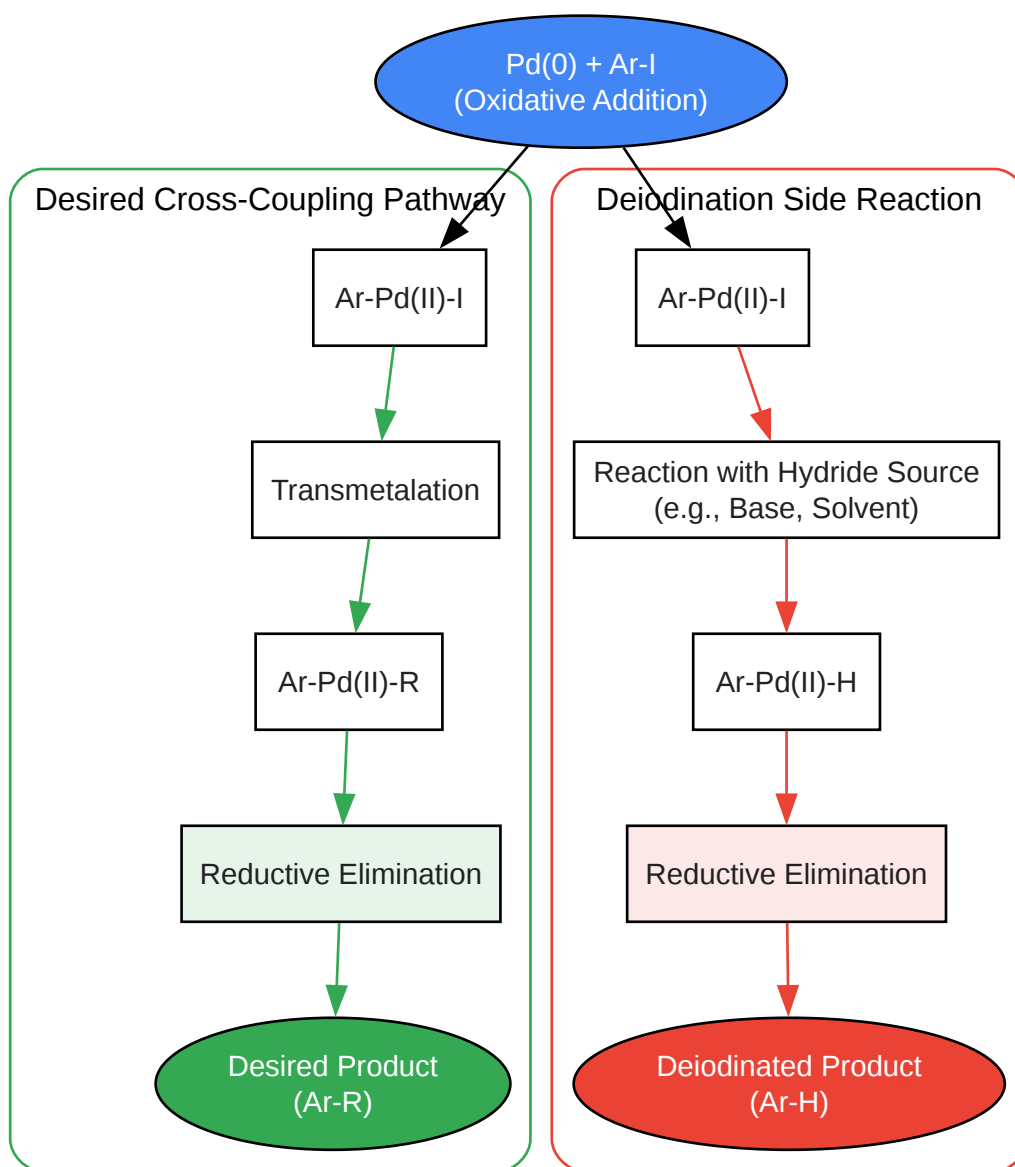 Pd(0) + Ar-I
(Oxidative Addition)
Desired Cross-Coupling Pathway
Ar-Pd(II)-I
Transmetalation
Ar-Pd(II)-R
Reductive Elimination
Desired Product
(Ar-R)
Deiodination Side Reaction
Ar-Pd(II)-I
Reaction with Hydride Source
(e.g., Base, Solvent)
Ar-Pd(II)-H
Reductive Elimination
Deiodinated Product
(Ar-H)